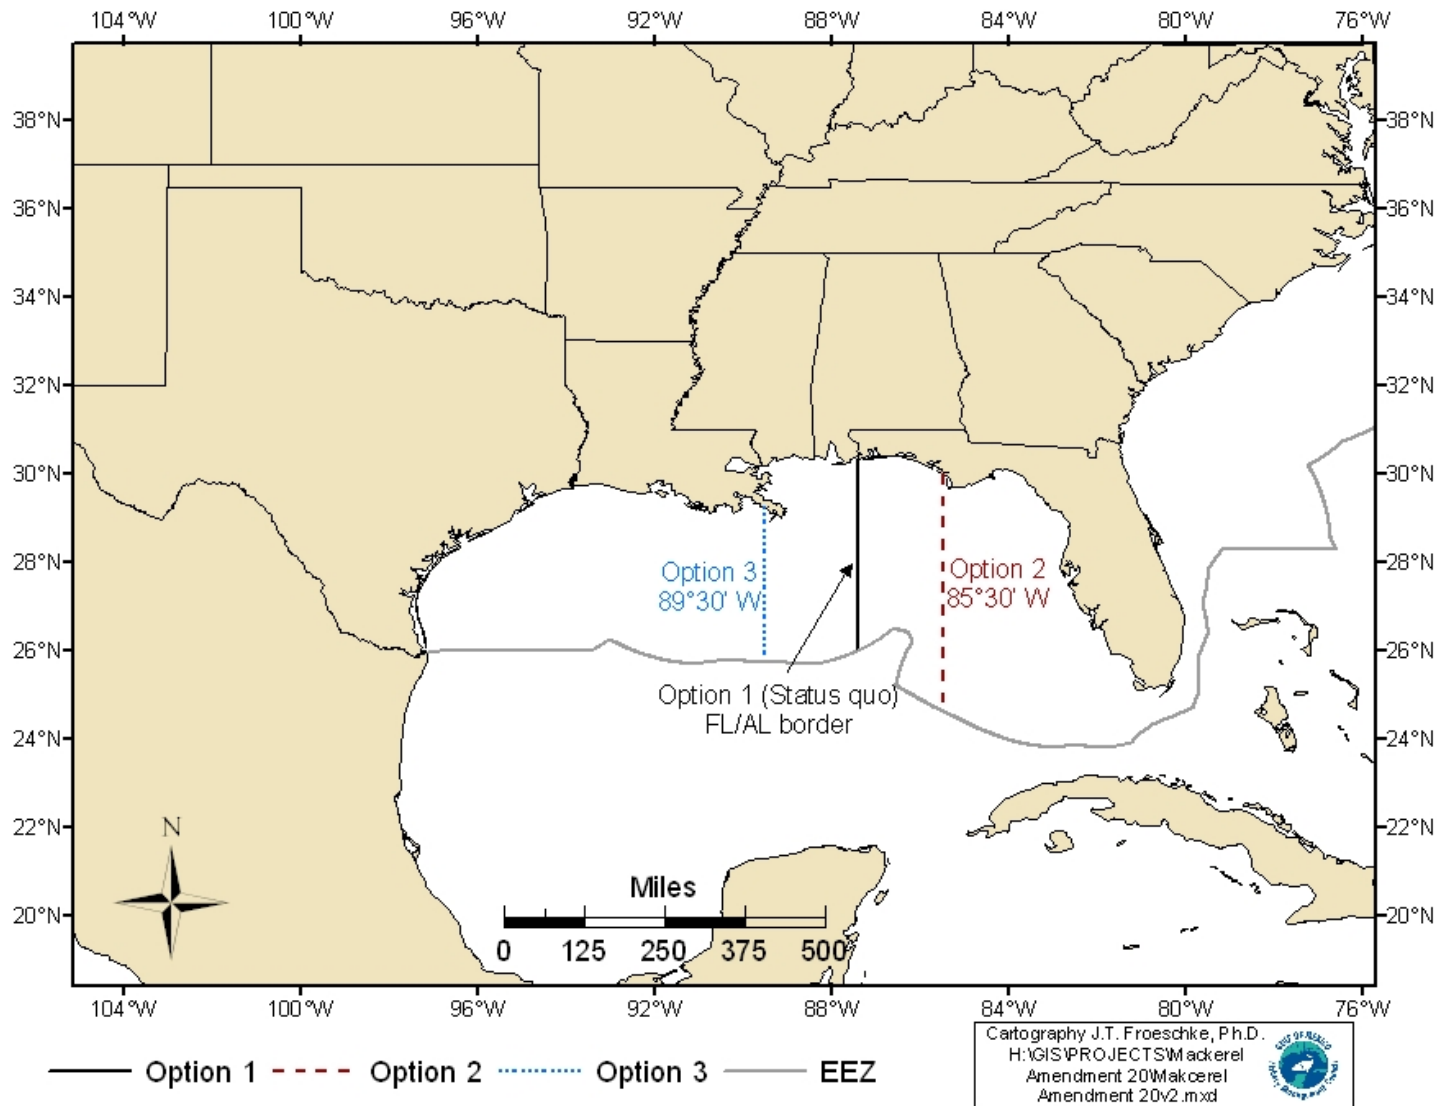 104°W 100°W 96°W 92°W 88°W 84°W 80°W 76°W
38°N 38°N
36°N 36°N
34°N 34°N
32°N 32°N
30°N 30°N
28°N 28°N
Option 3
89°30' W
Option 2
85°30' W
26°N 26°N
Option 1 (Status quo)
FL/AL border
24°N 24°N
22°N 22°N
N
20°N 20°N
Miles
0 125 250 375 500
104°W 100°W 96°W 92°W 88°W 84°W 80°W 76°W
Option 1 Option 2 Option 3 EEZ
Cartography J.T. Froeschke, Ph.D.
H:\GIS\PROJECTS\Mackerel
Amendment 20\Makcerel
Amendment 20v2.mxd
GULF OF MEXICO